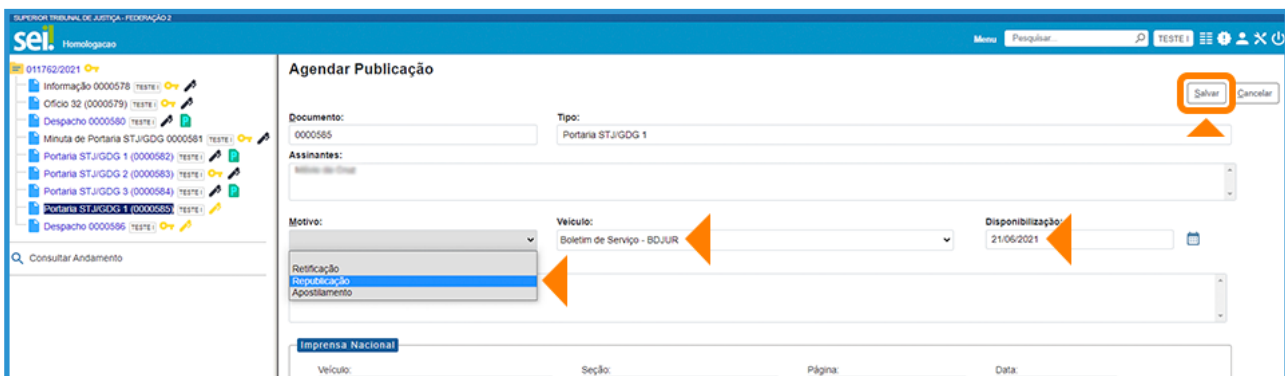 SUPERIOR TRIBUNAL DE JUSTIÇA - FEDERAÇÃO 2
sei! Homologacao
Menu Pesquisar... TESTE I
011762/2021
Informação 0000578 TESTE I
Ofício 32 (0000579) TESTE I
Despacho 0000580 TESTE I P
Minuta de Portaria STJ/GDG 0000581 TESTE I
Portaria STJ/GDG 1 (0000582) TESTE I P
Portaria STJ/GDG 2 (0000583) TESTE I
Portaria STJ/GDG 3 (0000584) TESTE I P
Portaria STJ/GDG 1 (0000585) TESTE I
Despacho 0000586 TESTE I
Consultar Andamento
Agendar Publicação
Salvar Cancelar
Documento: Tipo:
0000585 Portaria STJ/GDG 1
Assinantes:
Motivo: Veículo: Disponibilização:
Boletim de Serviço - BDJUR 21/06/2021
Retificação
Republicação
Apostilamento
Imprensa Nacional
Veículo: Seção: Página: Data: